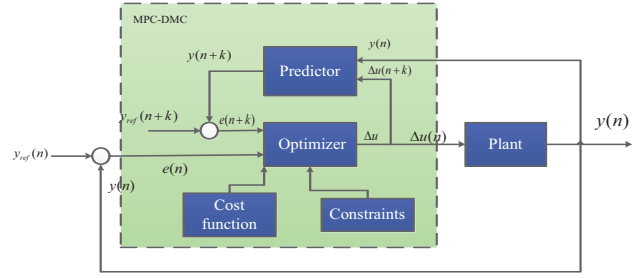 MPC-DMC
y(n)
y(n+k)
Predictor
Δu(n+k)
y_ref(n+k)
e(n+k)
y(n)
Optimizer
Δu
Δu(n)
Plant
y_ref(n)
e(n)
y(n)
Cost
function
Constraints